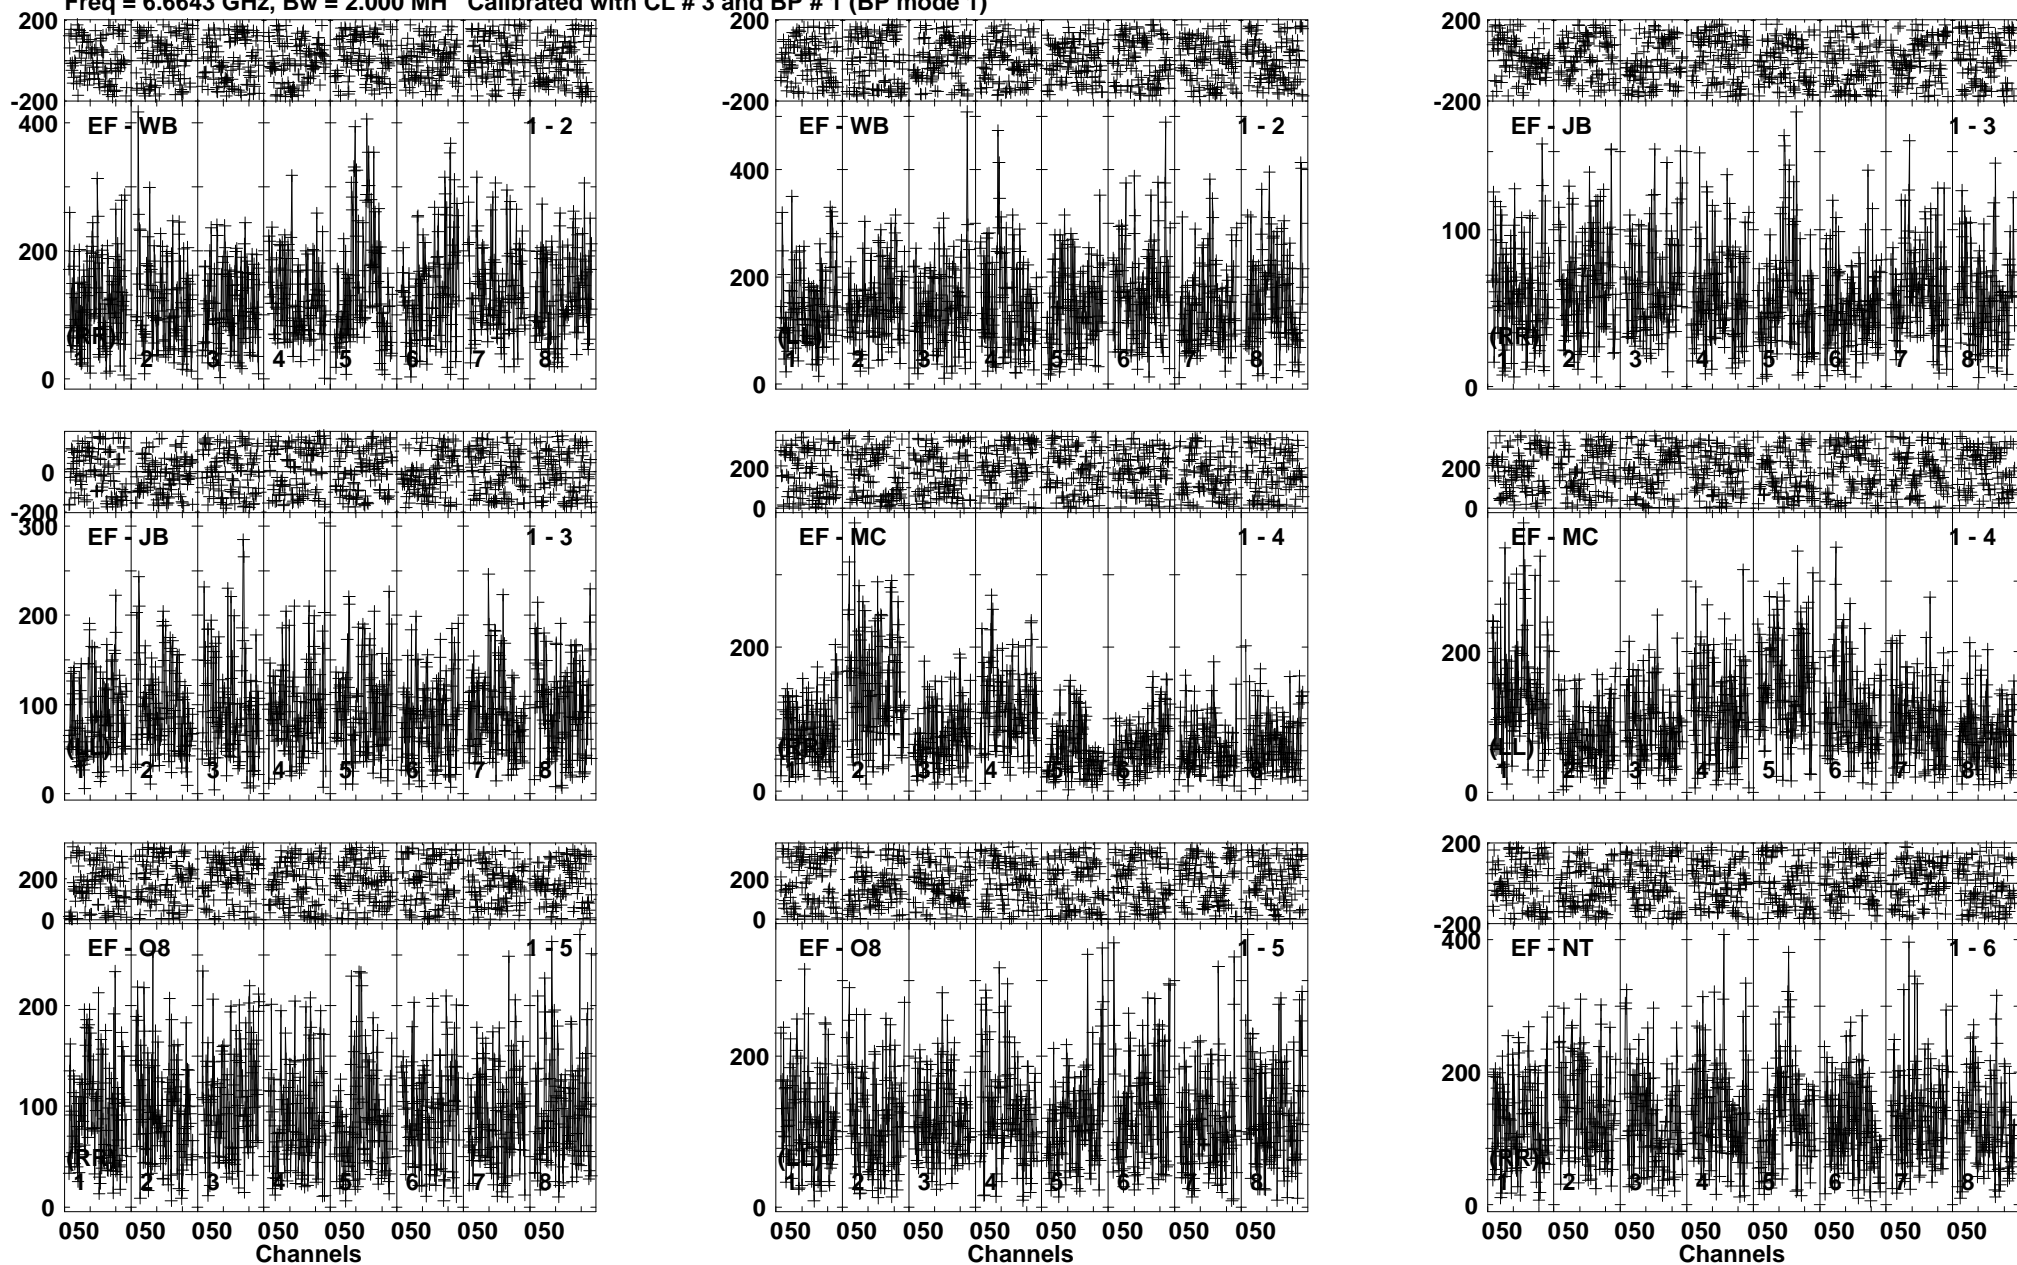 Freq = 6.6643 GHz, Bw = 2.000 MH Calibrated with CL # 3 and BP # 1 (BP mode 1)
200
-200
400
200
0
EF - WB
1 - 2
(RR)
1 2 3 4 5 6 7 8
400
200
0
EF - WB
1 - 2
(LL)
1 2 3 4 5 6 7 8
200
-200
100
0
EF - JB
1 - 3
(RR)
1 2 3 4 5 6 7 8
0
-200
300
200
100
0
EF - JB
1 - 3
(LL)
1 2 3 4 5 6 7 8
200
0
200
0
EF - MC
1 - 4
(RR)
1 2 3 4 5 6 7 8
200
0
200
0
EF - MC
1 - 4
(LL)
1 2 3 4 5 6 7 8
200
0
200
100
0
EF - O8
1 - 5
(RR)
1 2 3 4 5 6 7 8
050 050 050 050 050 050 050 050
Channels
200
0
200
0
EF - O8
1 - 5
(LL)
1 2 3 4 5 6 7 8
050 050 050 050 050 050 050 050
Channels
200
-200
400
200
0
EF - NT
1 - 6
(RR)
1 2 3 4 5 6 7 8
050 050 050 050 050 050 050 050
Channels